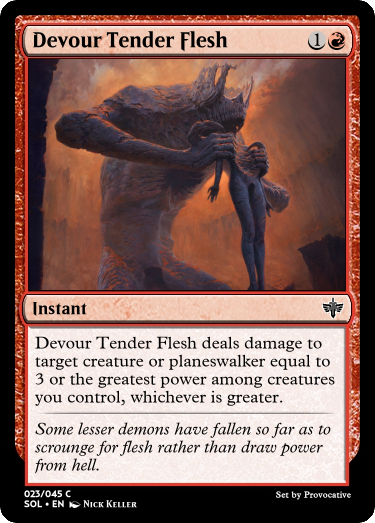 Devour Tender Flesh 1
Instant
Devour Tender Flesh deals damage to
target creature or planeswalker equal to
3 or the greatest power among creatures
you control, whichever is greater.
Some lesser demons have fallen so far as to
scrounge for flesh rather than draw power
from hell.
023/045 C
SOL • EN Nick Keller
Set by Provocative